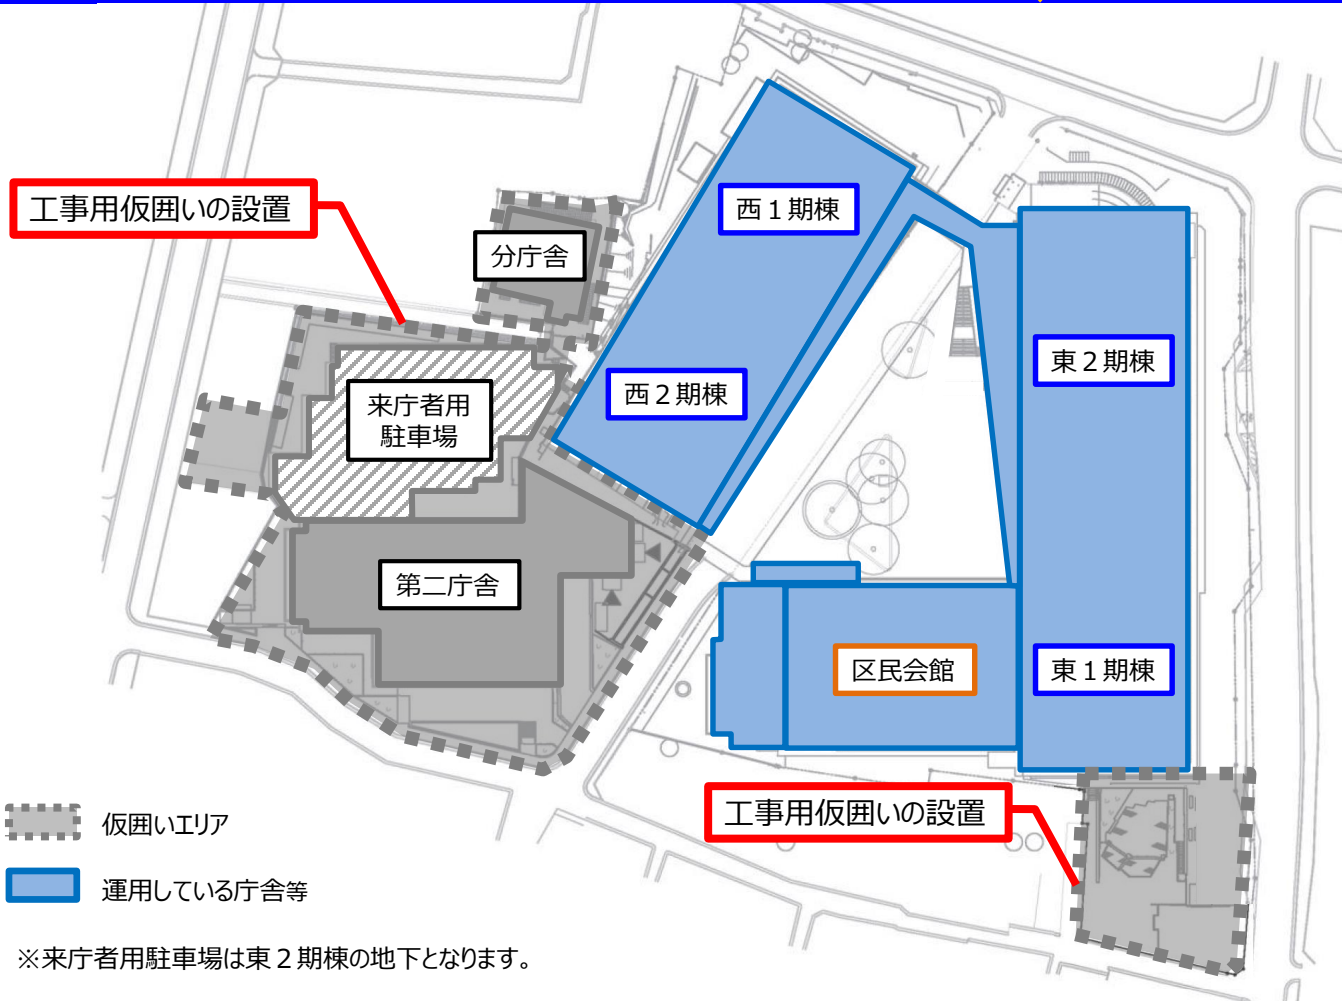 西１期棟
工事用仮囲いの設置
分庁舎
東２期棟
西２期棟
来庁者用
駐車場
第二庁舎
区民会館
東１期棟
工事用仮囲いの設置
仮囲いエリア
運用している庁舎等
※来庁者用駐車場は東２期棟の地下となります。